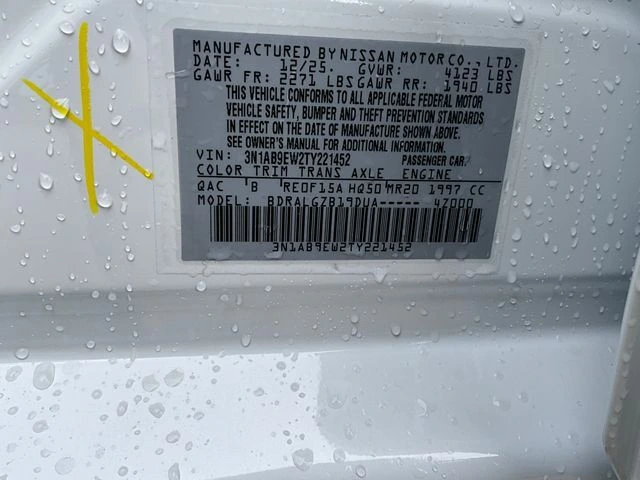 MANUFACTURED BY NISSAN MOTOR CO., LTD.
DATE: 12/25 GVWR: 4123 LBS
GAWR FR: 2271 LBS GAWR RR: 1940 LBS
THIS VEHICLE CONFORMS TO ALL APPLICABLE FEDERAL MOTOR
VEHICLE SAFETY, BUMPER AND THEFT PREVENTION STANDARDS
IN EFFECT ON THE DATE OF MANUFACTURE SHOWN ABOVE.
SEE OWNER'S MANUAL FOR ADDITIONAL INFORMATION.
VIN: 3N1AB9EW2TY221452 PASSENGER CAR
COLOR TRIM TRANS AXLE ENGINE
QAC B RE0F15A HQ50 MR20 1997 CC
MODEL: BDRALGZB19DUA----- 4Z000
3N1AB9EW2TY221452